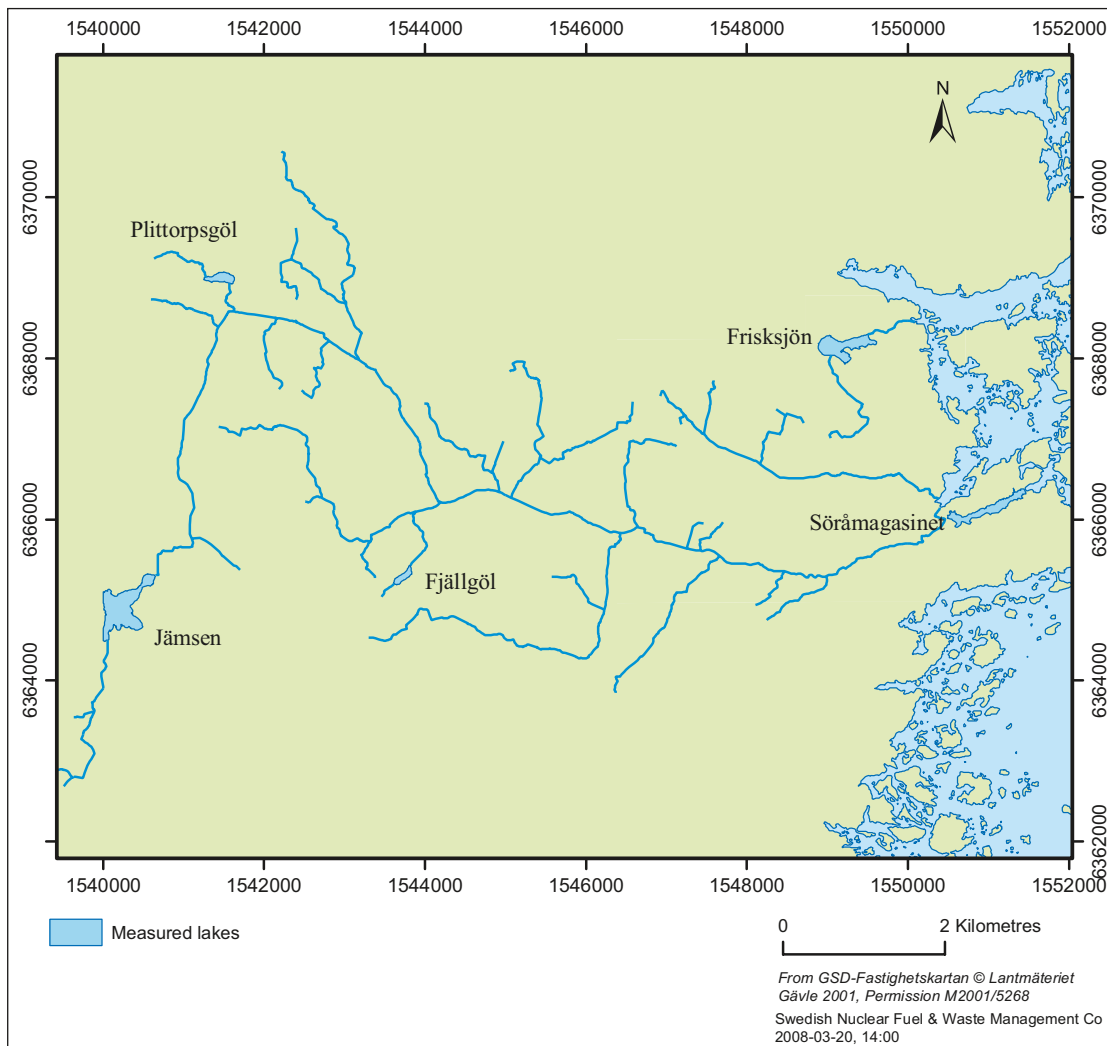 1540000 1542000 1544000 1546000 1548000 1550000 1552000
N
6370000 6370000
Plittorpsgöl
6368000 Frisksjön 6368000
6366000 Söråmagasinet 6366000
Fjällgöl
Jämsen
6364000 6364000
6362000 6362000
1540000 1542000 1544000 1546000 1548000 1550000 1552000
Measured lakes
0 2 Kilometres
From GSD-Fastighetskartan © Lantmäteriet
Gävle 2001, Permission M2001/5268
Swedish Nuclear Fuel & Waste Management Co
2008-03-20, 14:00